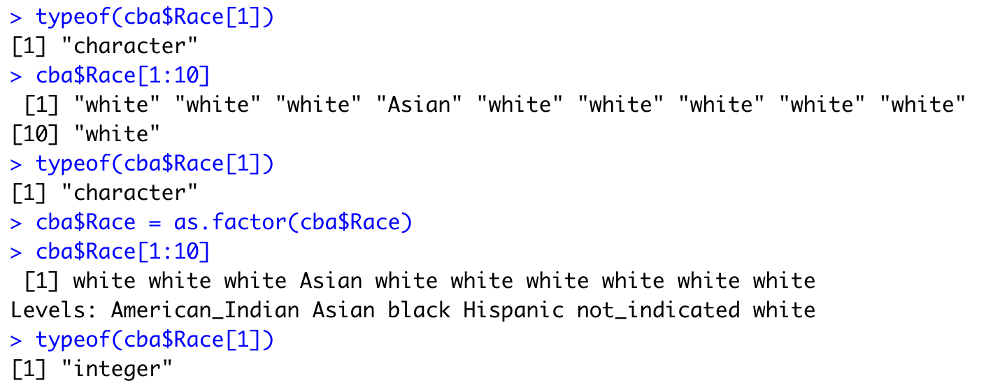 > typeof(cba$Race[1])
[1] "character"
> cba$Race[1:10]
 [1] "white" "white" "white" "Asian" "white" "white" "white" "white" "white"
[10] "white"
> typeof(cba$Race[1])
[1] "character"
> cba$Race = as.factor(cba$Race)
> cba$Race[1:10]
 [1] white white white Asian white white white white white white
Levels: American_Indian Asian black Hispanic not_indicated white
> typeof(cba$Race[1])
[1] "integer"